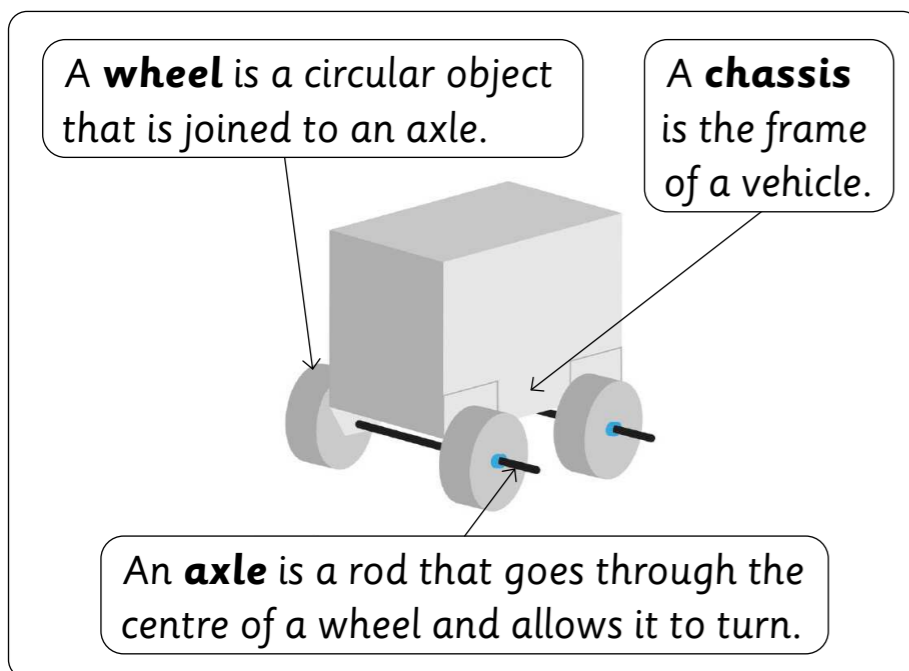 A wheel is a circular object
that is joined to an axle.
A chassis
is the frame
of a vehicle.
An axle is a rod that goes through the
centre of a wheel and allows it to turn.